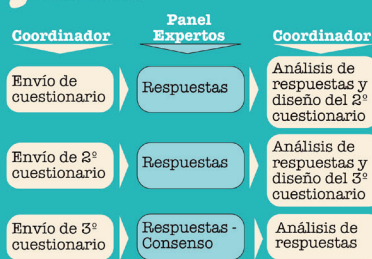 Coordinador
Panel
Expertos
Coordinador
Envío de
cuestionario
Respuestas
Análisis de
respuestas y
diseño del 2º
cuestionario
Envío de 2º
cuestionario
Respuestas
Análisis de
respuestas y
diseño del 3º
cuestionario
Envío de 3º
cuestionario
Respuestas -
Consenso
Análisis de
respuestas